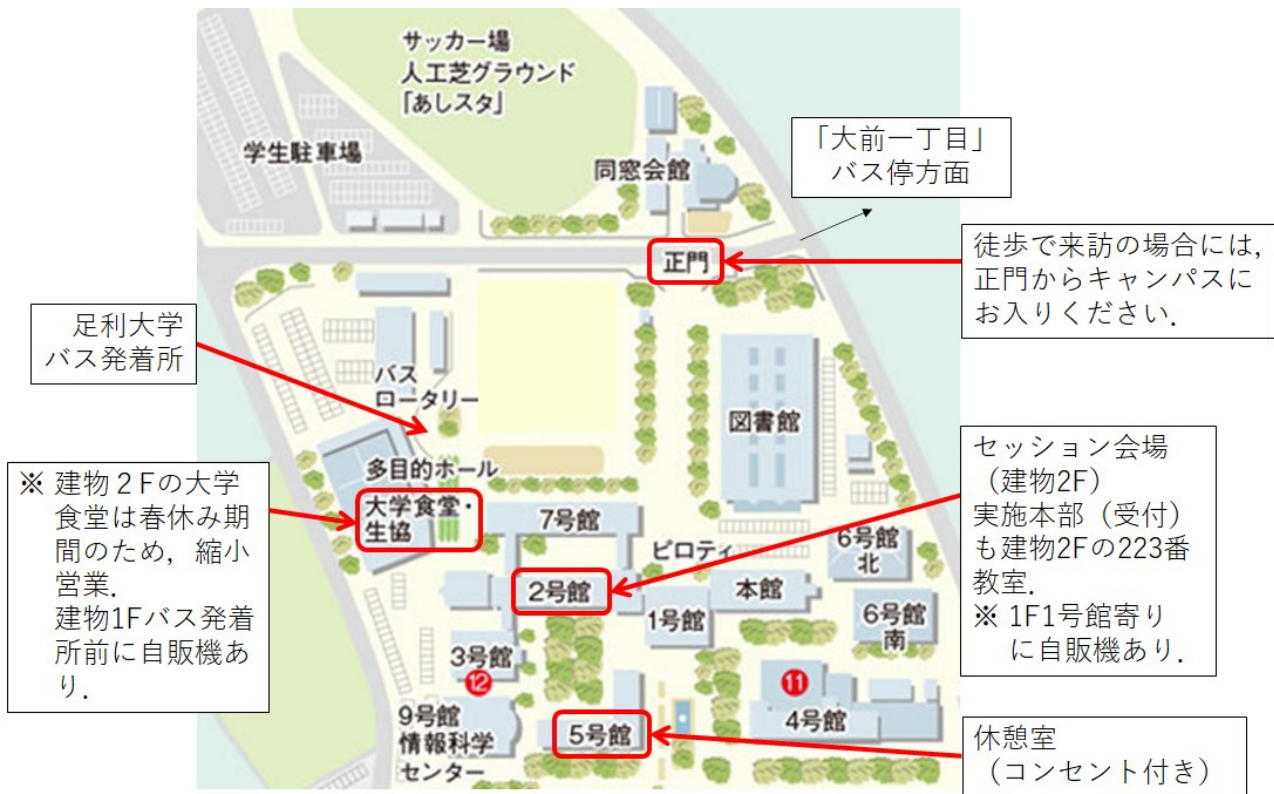 サッカー場
人工芝グラウンド
「あしスタ」
学生駐車場
同窓会館
「大前一丁目」
バス停方面
正門
徒歩で来訪の場合には,
正門からキャンパスに
お入りください.
足利大学
バス発着所
バス
ロータリー
図書館
多目的ホール
大学食堂・
生協
※ 建物２Fの大学
食堂は春休み期
間のため，縮小
営業.
建物1Fバス発着
所前に自販機あ
り.
7号館
ピロティ
6号館
北
セッション会場
（建物2F）
実施本部（受付）
も建物2Fの223番
教室.
※ 1F1号館寄り
に自販機あり.
2号館
本館
1号館
6号館
南
3号館
⑫
⑪
4号館
9号館
情報科学
センター
5号館
休憩室
（コンセント付き）